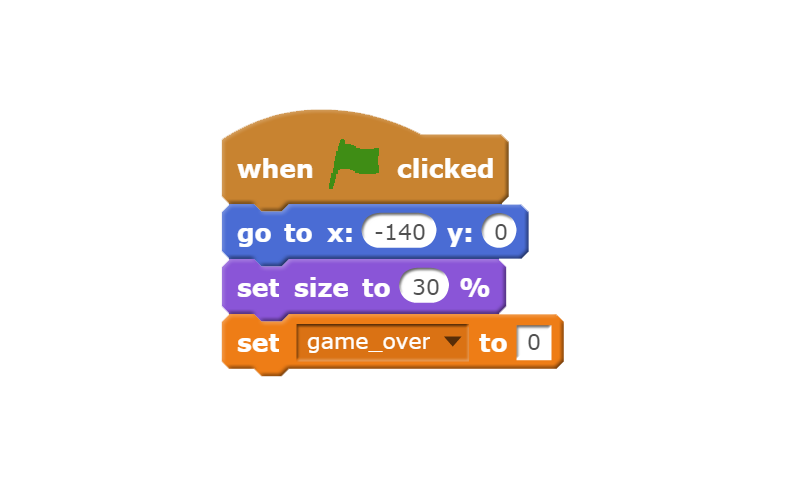 when clicked
go to x: -140 y: 0
set size to 30 %
set game_over to 0